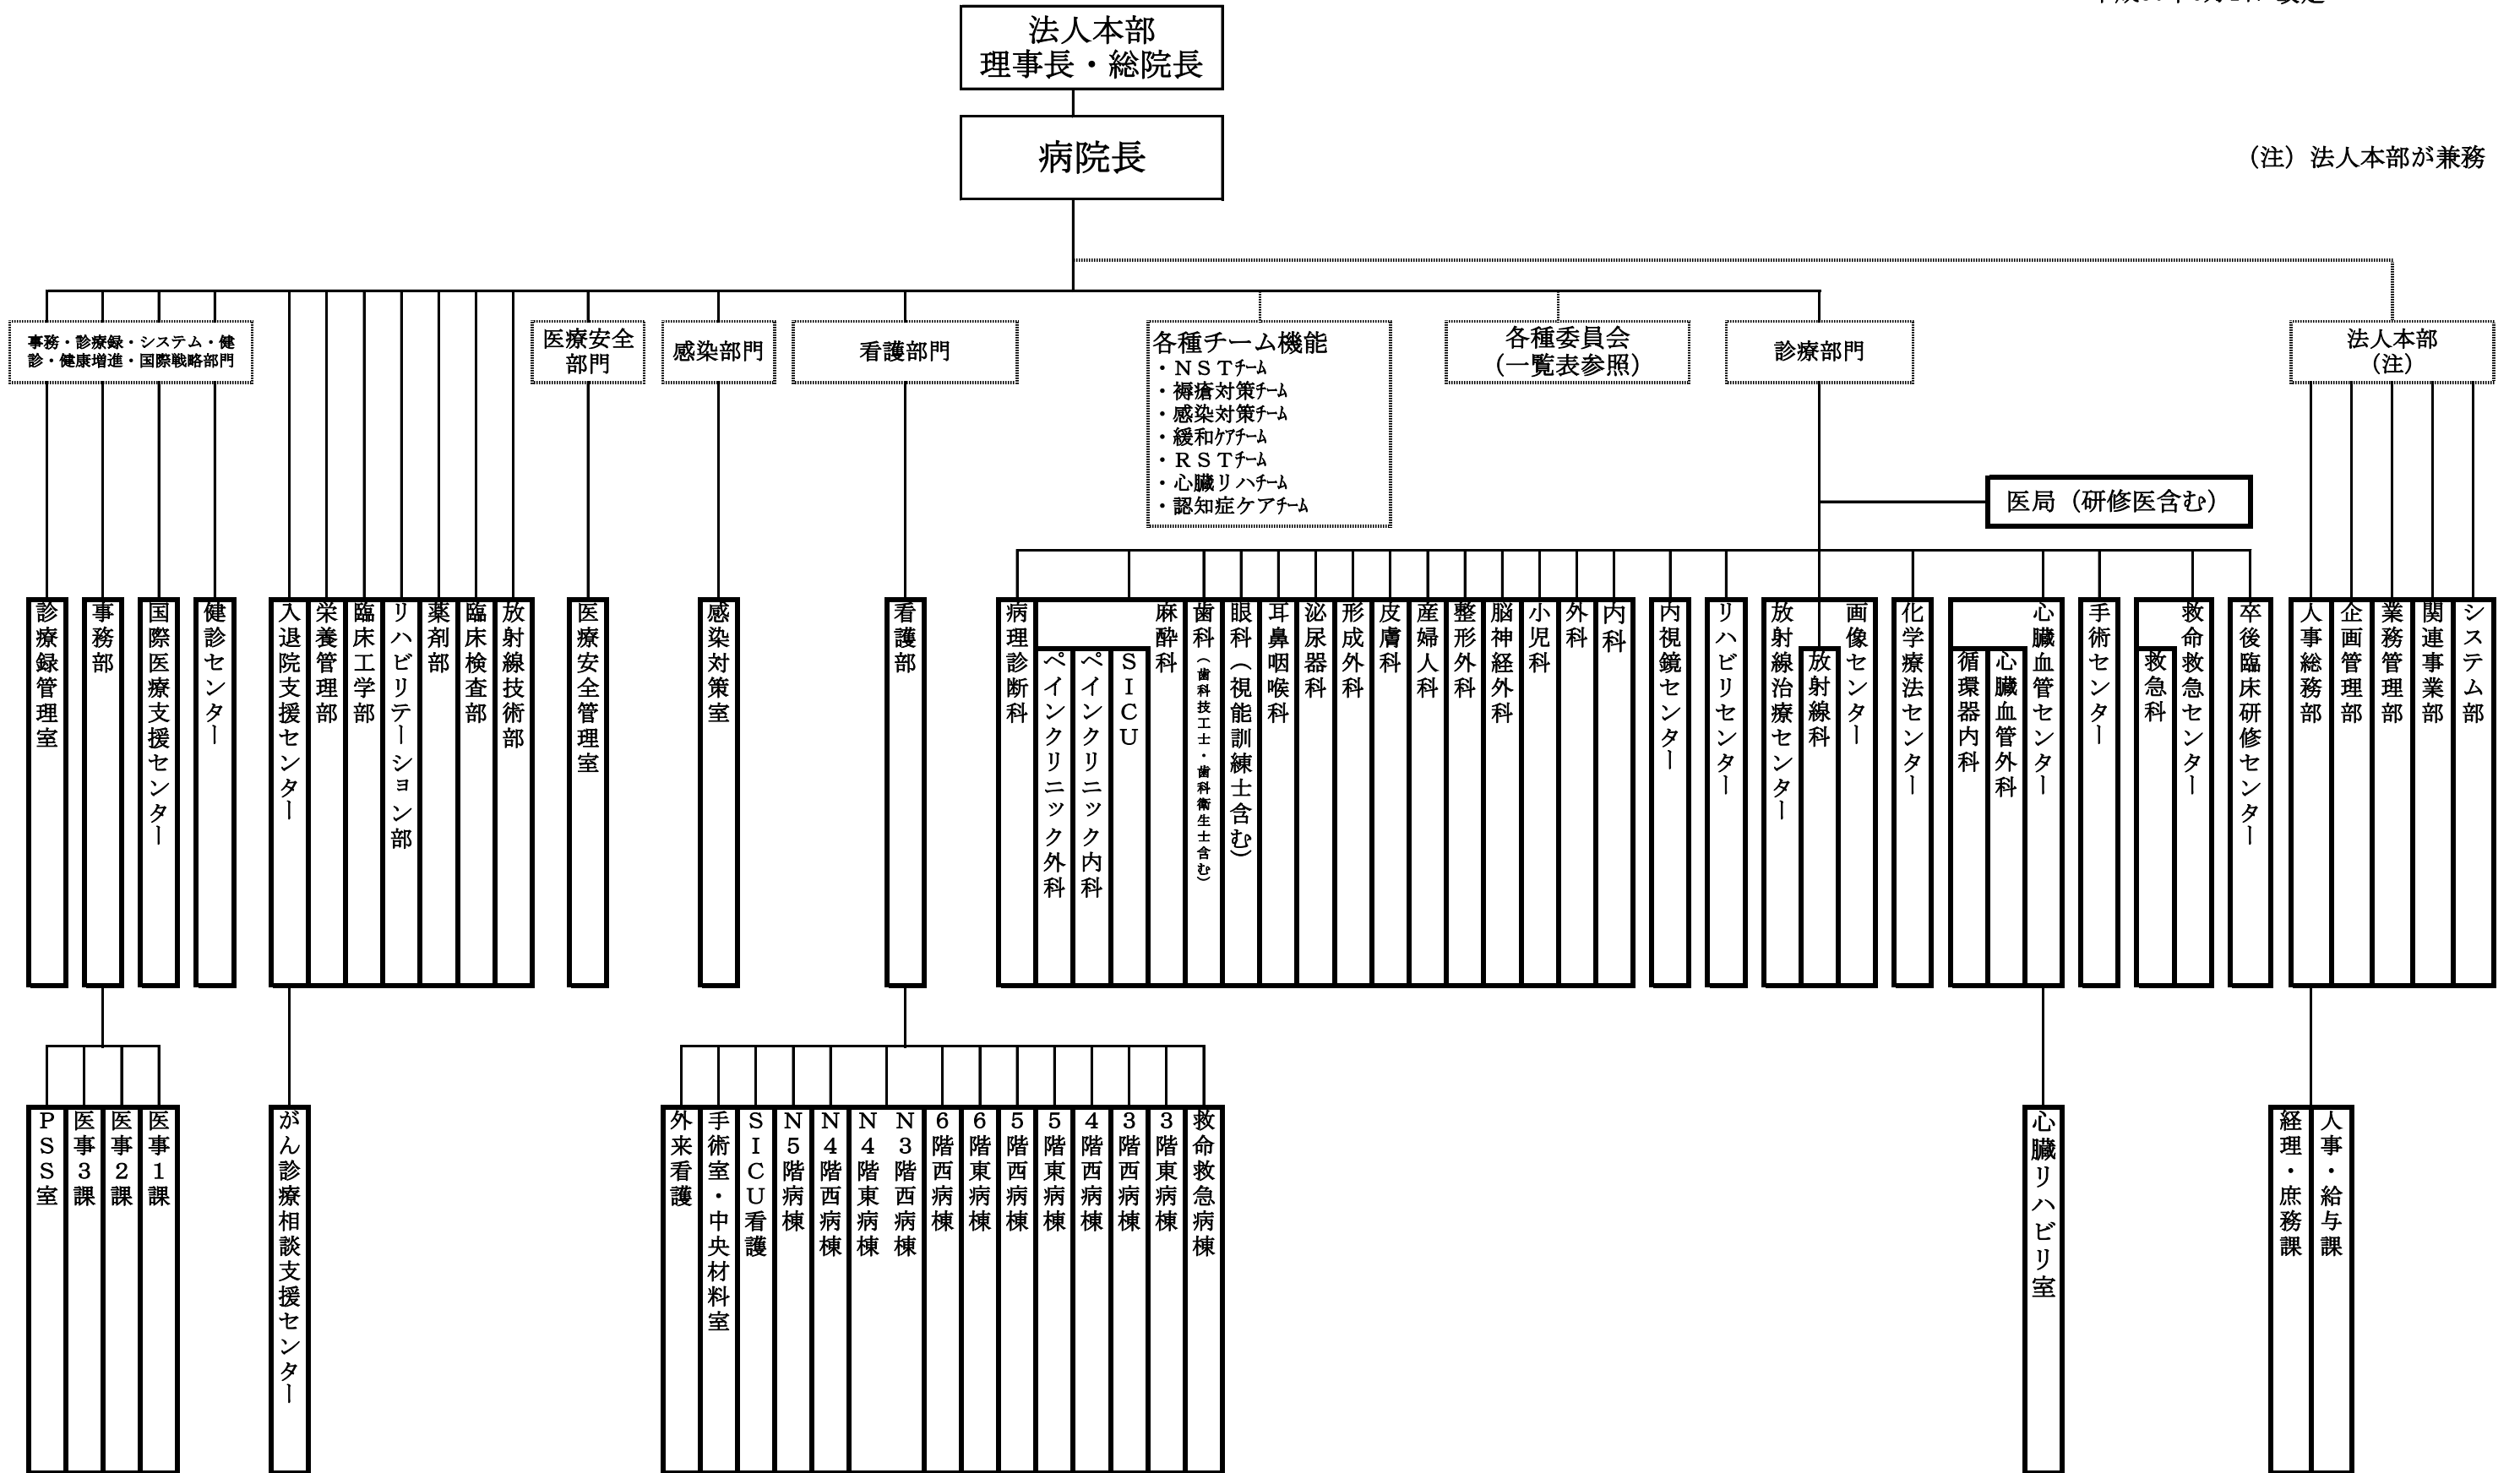 法人本部
理事長・総院長
病院長
（注）法人本部が兼務
事務・診療録・システム・健
診・健康増進・国際戦略部門
医療安全
部門
感染部門
看護部門
各種チーム機能
・ＮＳＴﾁｰﾑ
・褥瘡対策ﾁｰﾑ
・感染対策ﾁｰﾑ
・緩和ｹｱﾁｰﾑ
・ＲＳＴﾁｰﾑ
・心臓リハﾁｰﾑ
・認知症ケアﾁｰﾑ
各種委員会
（一覧表参照）
診療部門
法人本部
（注）
医局（研修医含む）
診療録管理室
事務部
国際医療支援センター
健診センター
入退院支援センター
栄養管理部
臨床工学部
リハビリテーション部
薬剤部
臨床検査部
放射線技術部
医療安全管理室
感染対策室
看護部
病理診断科
ペインクリニック外科
ペインクリニック内科
ＳＩＣＵ
麻酔科
歯科（歯科技工士・歯科衛生士含む）
眼科（視能訓練士含む）
耳鼻咽喉科
泌尿器科
形成外科
皮膚科
産婦人科
整形外科
脳神経外科
小児科
外科
内科
内視鏡センター
リハビリセンター
放射線治療センター
放射線科
画像センター
化学療法センター
循環器内科
心臓血管外科
心臓血管センター
手術センター
救急科
救命救急センター
卒後臨床研修センター
人事総務部
企画管理部
業務管理部
関連事業部
システム部
ＰＳＳ室
医事３課
医事２課
医事１課
がん診療相談支援センター
外来看護
手術室・中央材料室
ＳＩＣＵ看護
Ｎ５階病棟
Ｎ４階西病棟
Ｎ４階東病棟
Ｎ３階西病棟
６階西病棟
６階東病棟
５階西病棟
５階東病棟
４階西病棟
３階西病棟
３階東病棟
救命救急病棟
心臓リハビリ室
経理・庶務課
人事・給与課